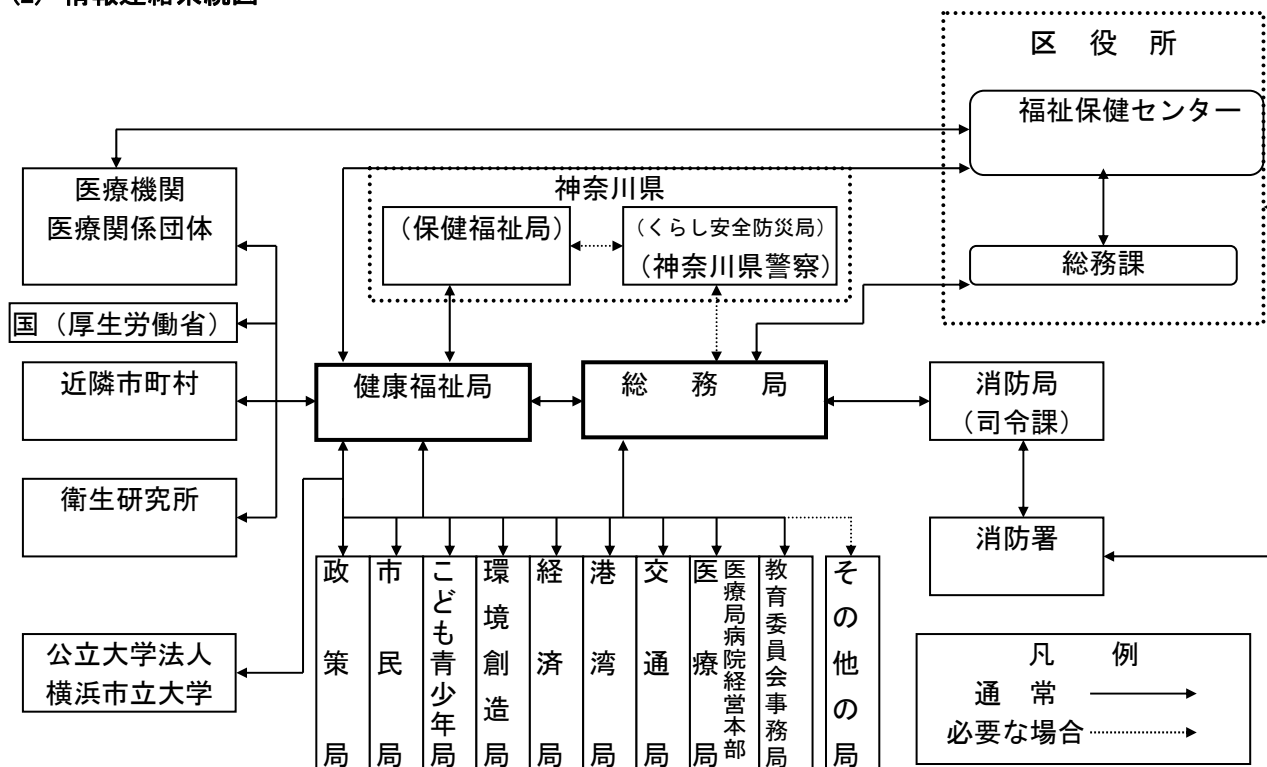 区 役 所
福祉保健センター
医療機関
医療関係団体
神奈川県
（保健福祉局）
（くらし安全防災局）
（神奈川県警察）
総務課
国（厚生労働省）
近隣市町村
健康福祉局
総 務 局
消防局
（司令課）
衛生研究所
消防署
政策局
市民局
こども青少年局
環境創造局
経済局
港湾局
交通局
医療局
医療局病院経営本部
教育委員会事務局
その他の局
公立大学法人
横浜市立大学
凡 例
通 常
必要な場合